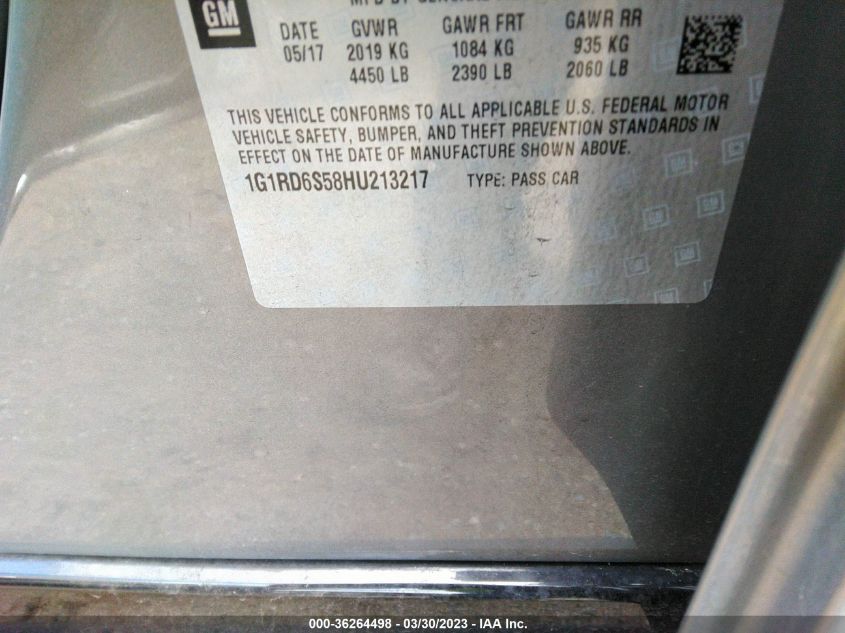 GM
DATE GVWR GAWR FRT GAWR RR
05/17 2019 KG 1084 KG 935 KG
4450 LB 2390 LB 2060 LB
THIS VEHICLE CONFORMS TO ALL APPLICABLE U.S. FEDERAL MOTOR
VEHICLE SAFETY, BUMPER, AND THEFT PREVENTION STANDARDS IN
EFFECT ON THE DATE OF MANUFACTURE SHOWN ABOVE.
1G1RD6S58HU213217 TYPE: PASS CAR
000-36264498 - 03/30/2023 - IAA Inc.